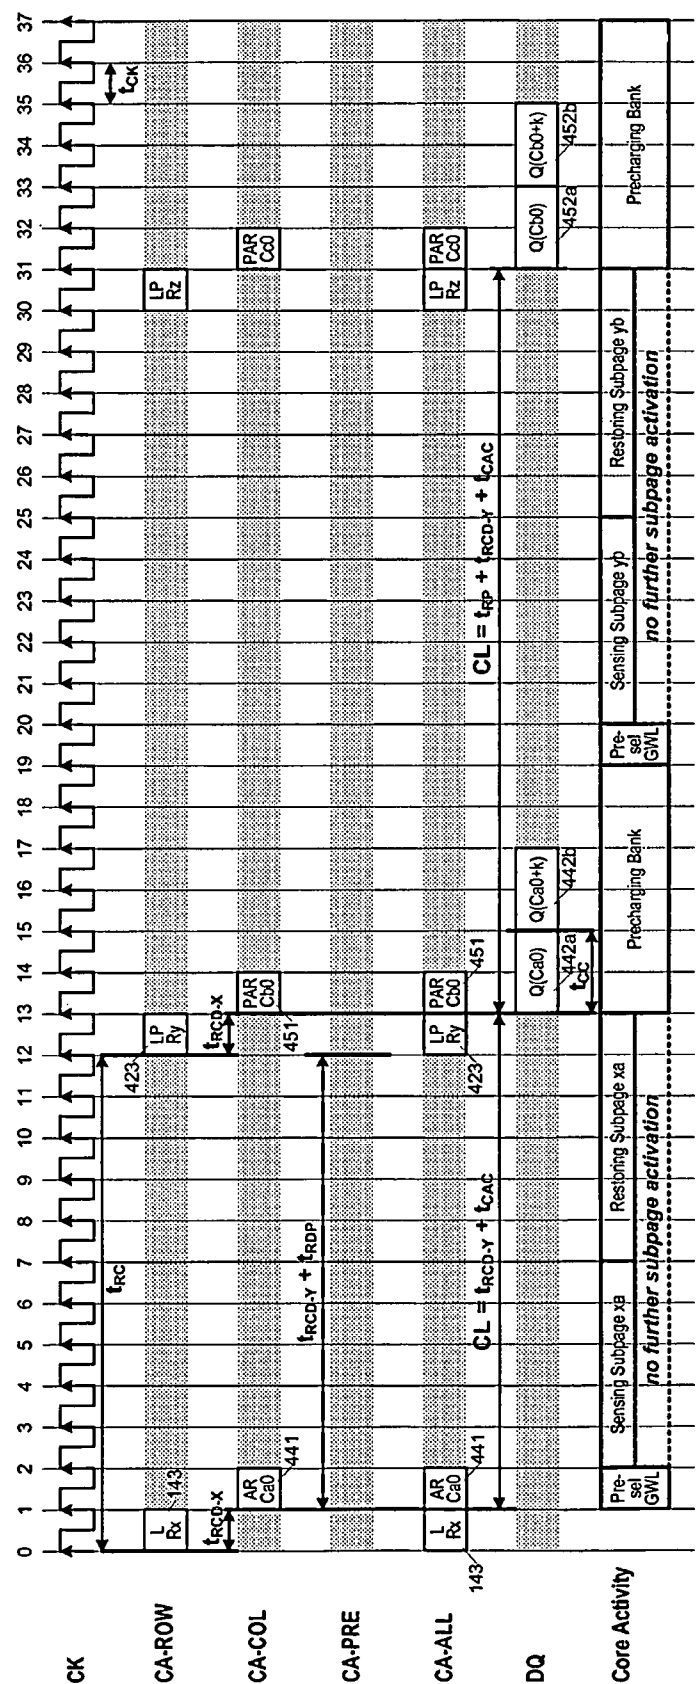 0 1 2 3 4 5 6 7 8 9 10 11 12 13 14 15 16 17 18 19 20 21 22 23 24 25 26 27 28 29 30 31 32 33 34 35 36 37
CK
tCK
tRC
CA-ROW
L Rx
143
LP Ry
423
LP Rz
tRCD-X
tRCD-X
CA-COL
AR Ca0
441
PAR Cb0
451
PAR Cc0
tRCD-Y + tRDP
CA-PRE
CA-ALL
L Rx
143
AR Ca0
441
LP Ry
423
PAR Cb0
451
LP Rz
PAR Cc0
CL = tRCD-Y + tCAC
CL = tRP + tRCD-Y + tCAC
DQ
Q(Ca0)
442a
Q(Ca0+k)
442b
Q(Cb0)
452a
Q(Cb0+k)
452b
tCC
Core Activity
Pre-
sel
GWL
Sensing Subpage xa
Restoring Subpage xa
no further subpage activation
Precharging Bank
Pre-
sel
GWL
Sensing Subpage yb
Restoring Subpage yb
no further subpage activation
Precharging Bank